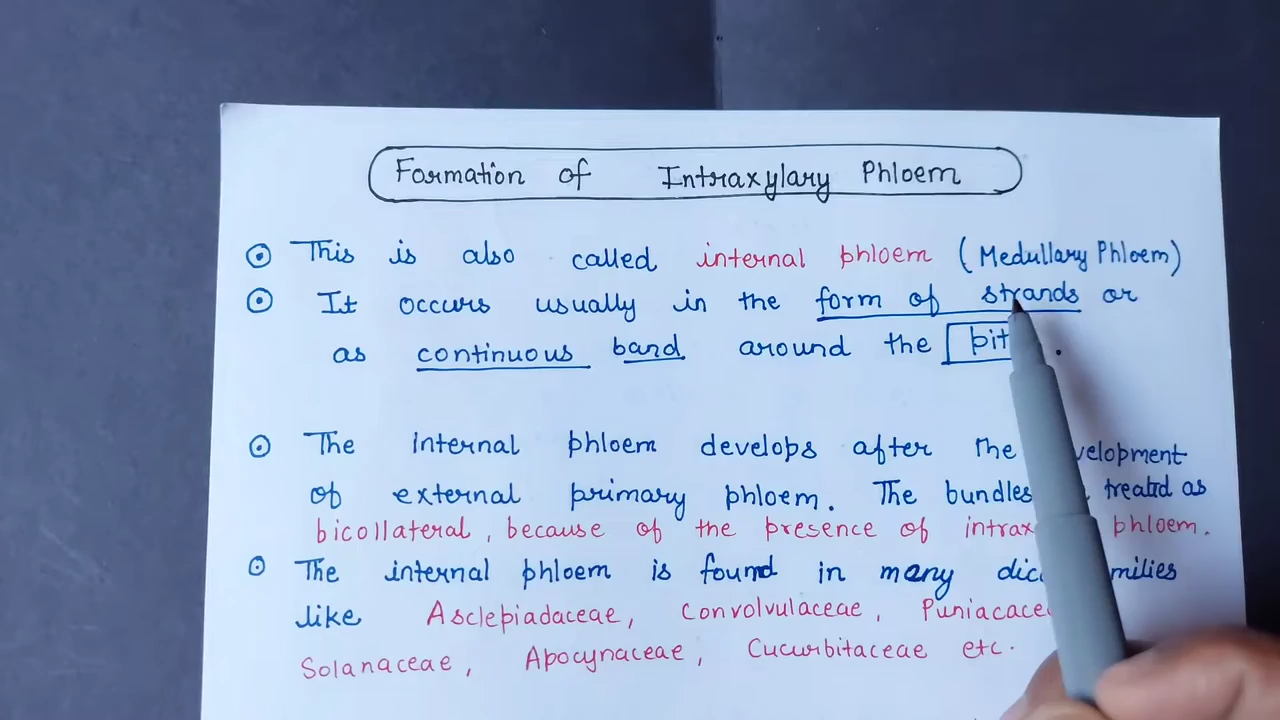 Formation of Intraxylary Phloem
This is also called internal phloem (Medullary Phloem)
It occurs usually in the form of strands or
as continuous band around the
The internal phloem develops after the
of external primary phloem. The bundles treated as
bicollateral, because of the presence of phloem.
The internal phloem is found in many
like Asclepiadaceae, Convolvulaceae,
Solanaceae, Apocynaceae, Cucurbitaceae etc.